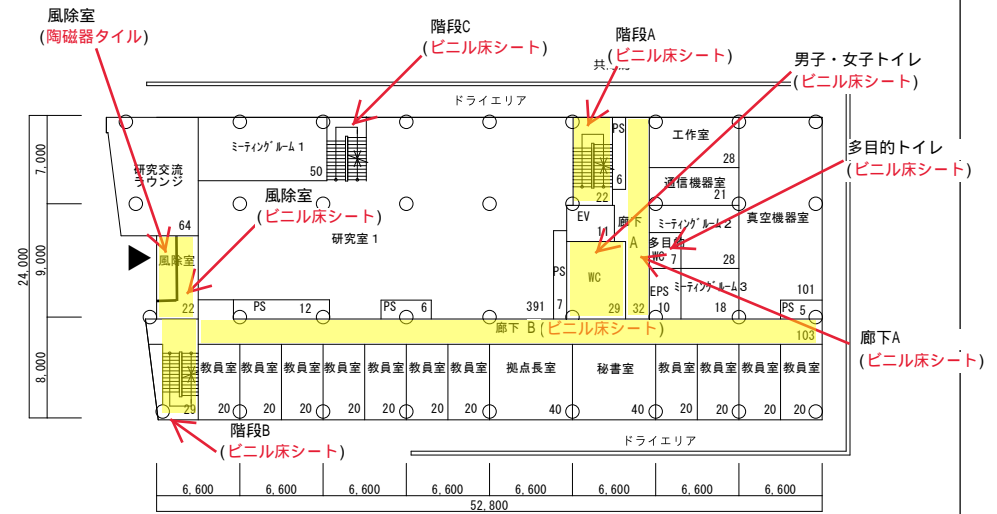 風除室
(陶磁器タイル)
階段C
(ビニル床シート)
階段A
(ビニル床シート)
男子・女子トイレ
(ビニル床シート)
ドライエリア
PS
工作室
28
ミーティングルーム1
50
多目的トイレ
(ビニル床シート)
研究交流
ラウンジ
64
6
通信機器室
21
22
風除室
(ビニル床シート)
EV
11
廊下
A
ミーティングルーム2
28
真空機器室
101
研究室1
391
多目的
WC
7
風除室
22
PS
7
WC
29
32
EPS
10
ミーティングルーム3
18
PS
12
PS
6
PS
5
廊下 B(ビニル床シート)
103
廊下A
(ビニル床シート)
教員室
教員室
教員室
教員室
教員室
拠点長室
秘書室
教員室
教員室
教員室
教員室
29
20
20
20
20
20
40
40
20
20
20
20
階段B
(ビニル床シート)
ドライエリア
7,000
9,000
8,000
24,000
6,600
6,600
6,600
6,600
6,600
6,600
6,600
6,600
52,800